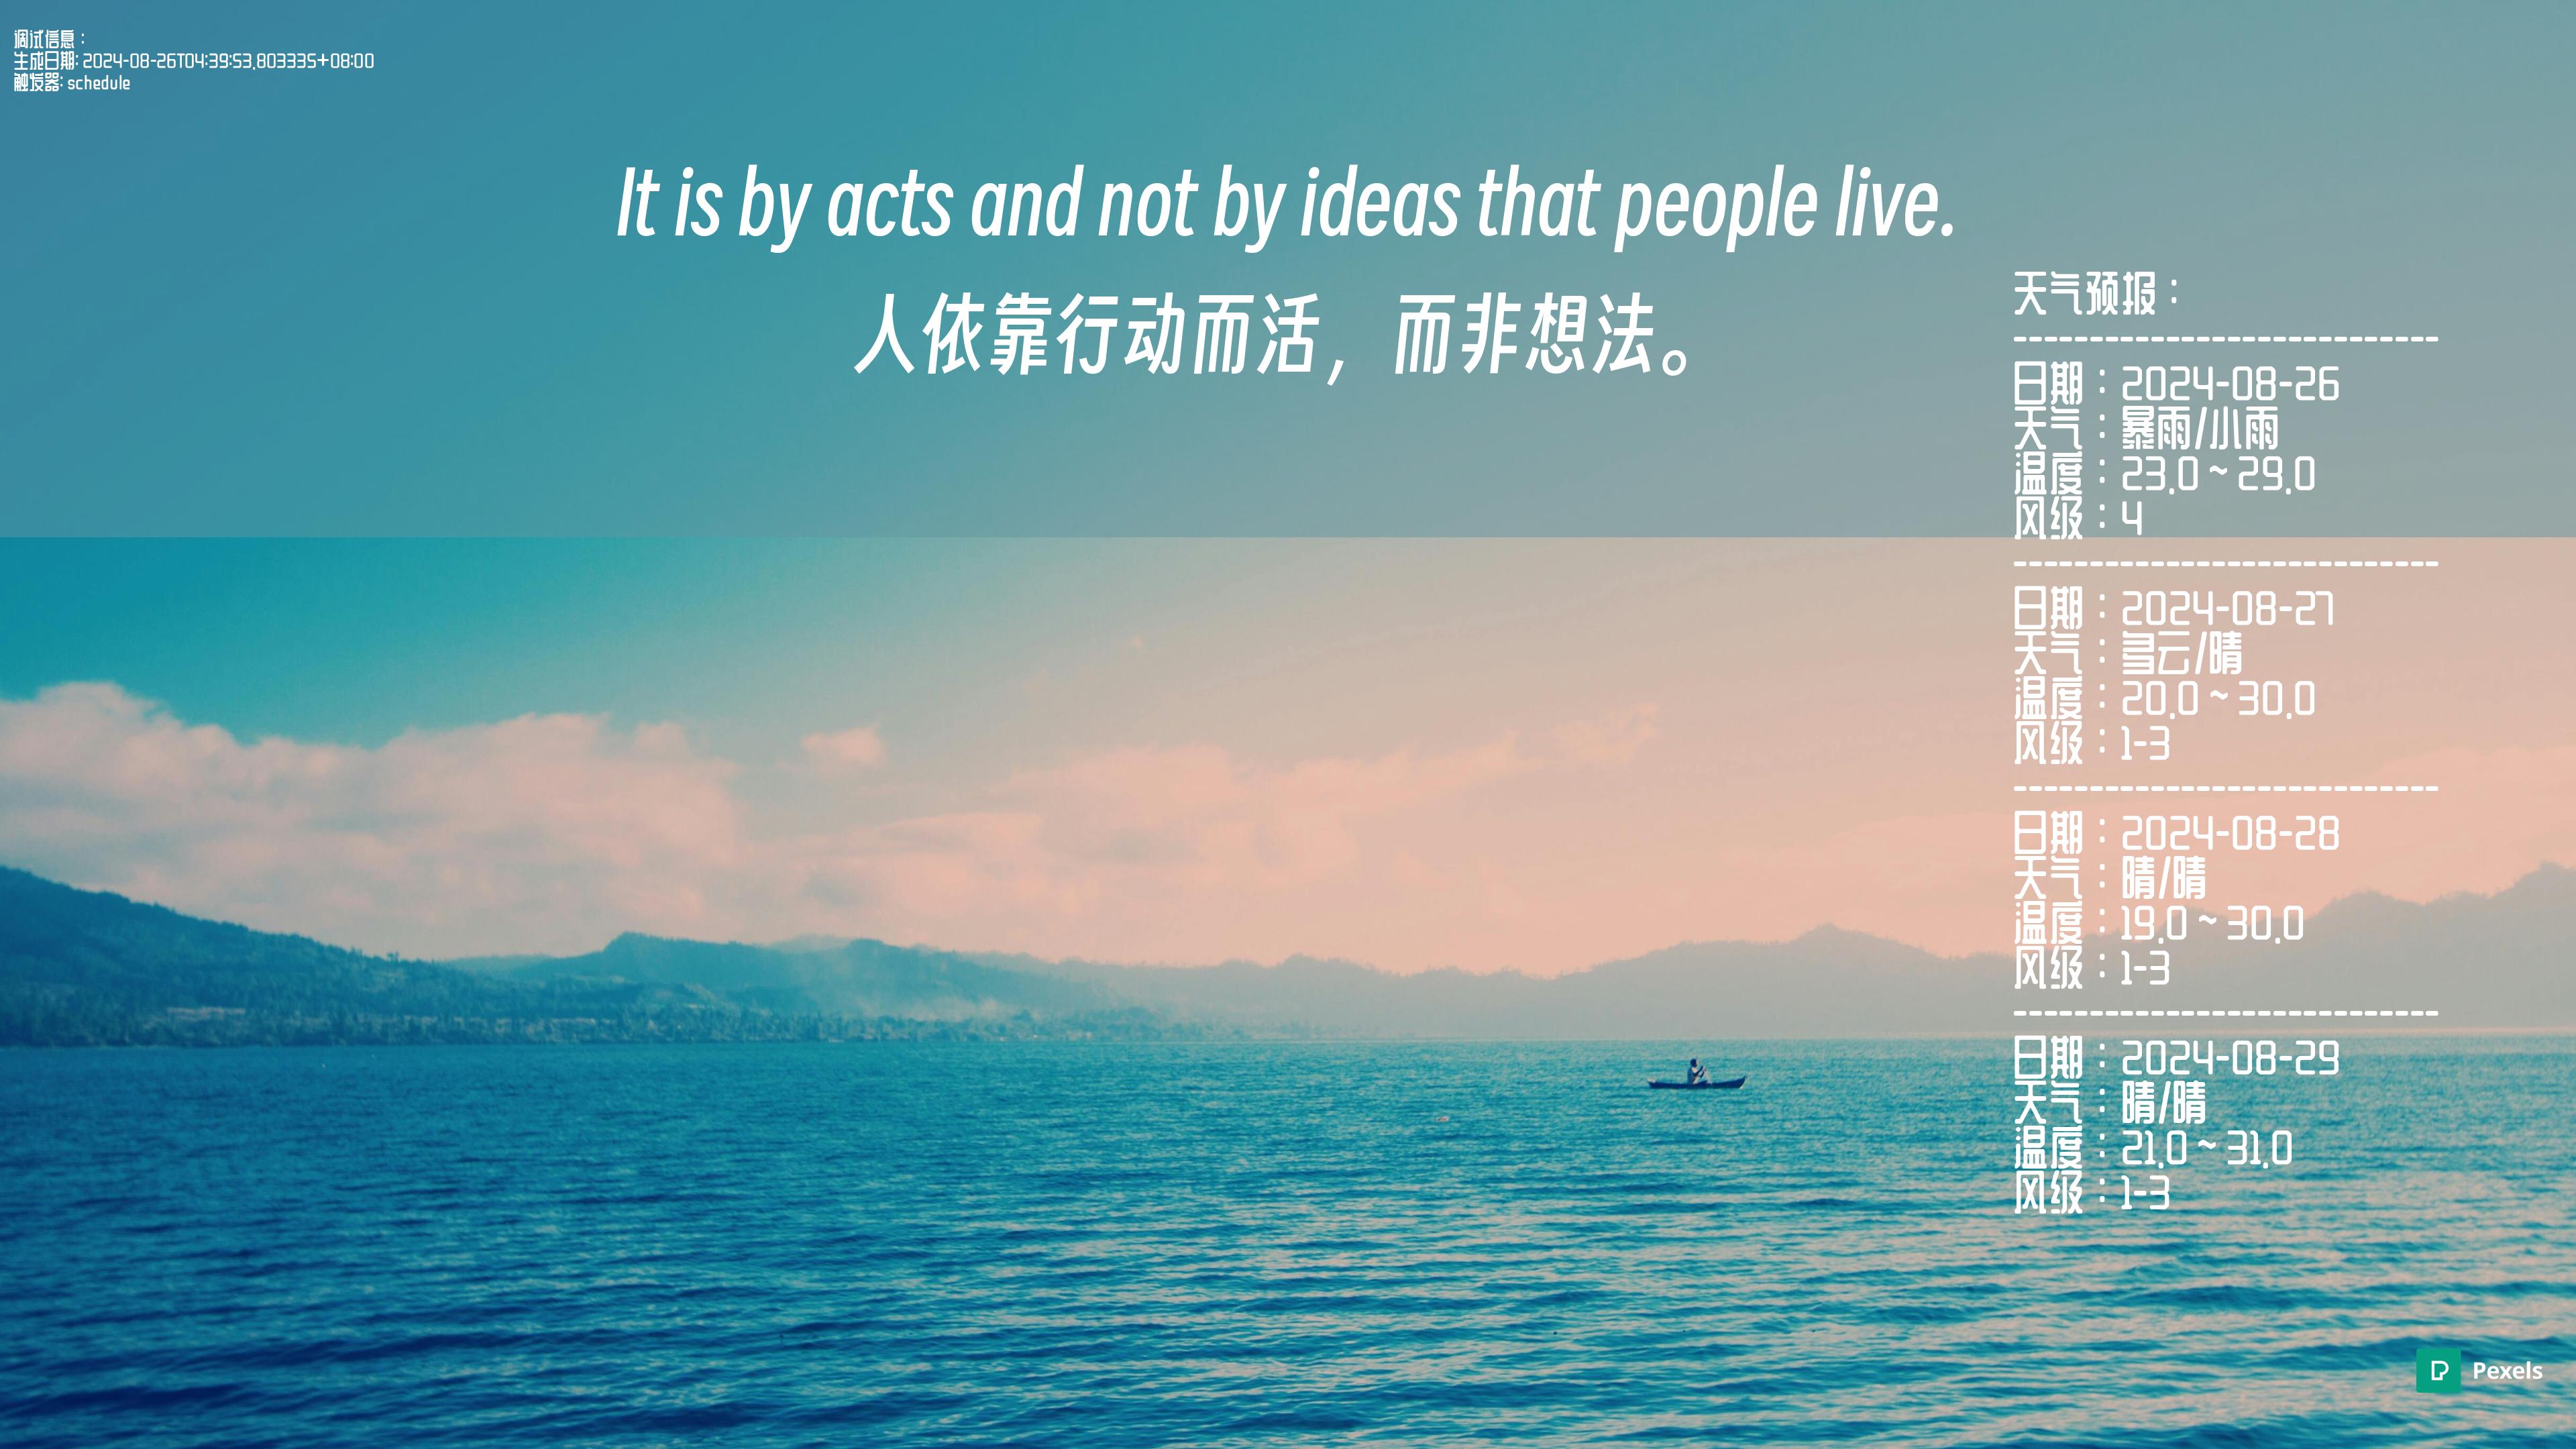 调试信息：
生成日期: 2024-08-26T04:39:53.803335+08:00
触发器: schedule
It is by acts and not by ideas that people live.
人依靠行动而活，而非想法。
天气预报：
----------------------------
日期：2024-08-26
天气：暴雨/小雨
温度：23.0 ~ 29.0
风级：4
----------------------------
日期：2024-08-27
天气：多云/晴
温度：20.0 ~ 30.0
风级：1-3
----------------------------
日期：2024-08-28
天气：晴/晴
温度：19.0 ~ 30.0
风级：1-3
----------------------------
日期：2024-08-29
天气：晴/晴
温度：21.0 ~ 31.0
风级：1-3
Pexels